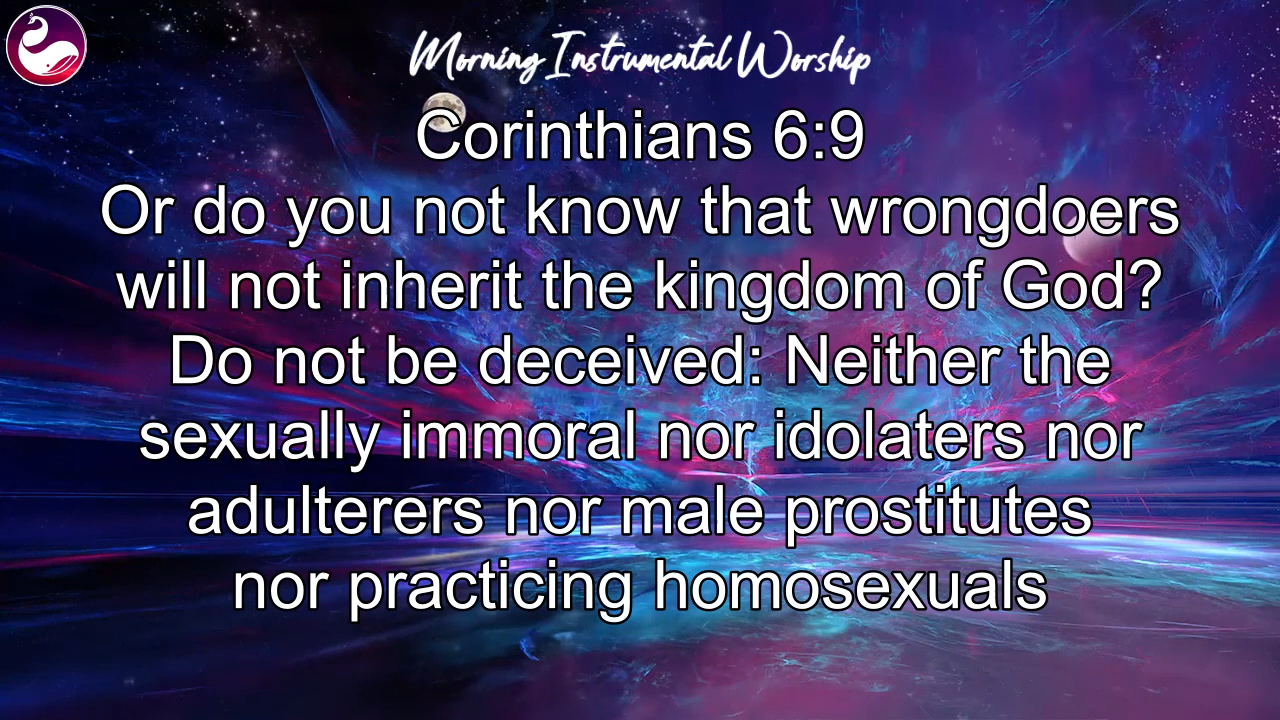 Morning Instrumental Worship
Corinthians 6:9
Or do you not know that wrongdoers
will not inherit the kingdom of God?
Do not be deceived: Neither the
sexually immoral nor idolaters nor
adulterers nor male prostitutes
nor practicing homosexuals